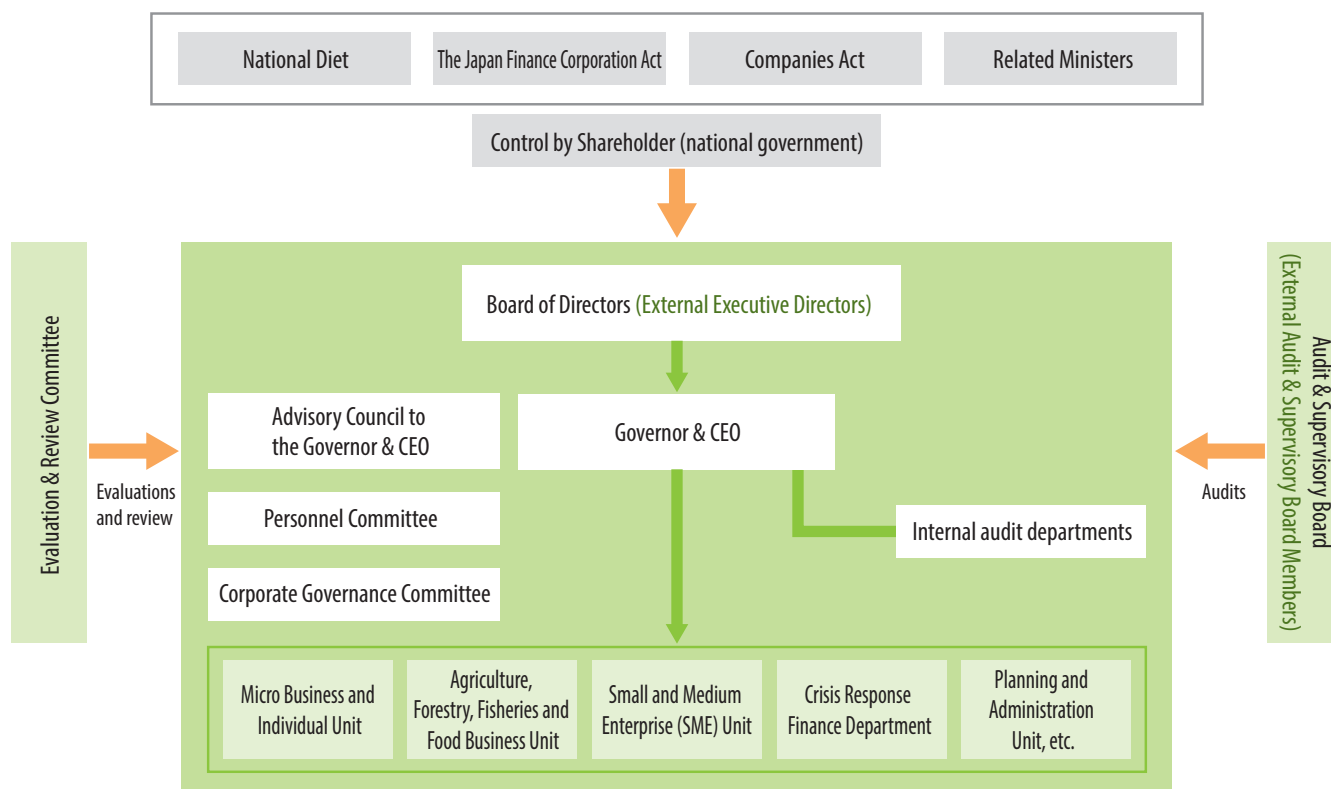 National Diet
The Japan Finance Corporation Act
Companies Act
Related Ministers
Control by Shareholder (national government)
Evaluation & Review Committee
Evaluations
and review
Board of Directors (External Executive Directors)
Advisory Council to
the Governor & CEO
Governor & CEO
Personnel Committee
Corporate Governance Committee
Internal audit departments
Audits
Audit & Supervisory Board
(External Audit & Supervisory Board Members)
Micro Business and
Individual Unit
Agriculture,
Forestry, Fisheries and
Food Business Unit
Small and Medium
Enterprise (SME) Unit
Crisis Response
Finance Department
Planning and
Administration
Unit, etc.